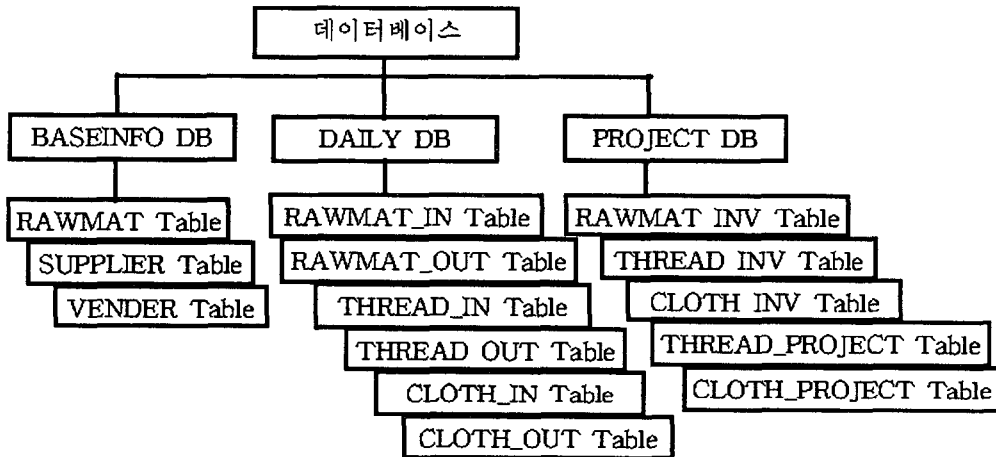 데이터베이스
BASEINFO DB
DAILY DB
PROJECT DB
RAWMAT Table
SUPPLIER Table
VENDER Table
RAWMAT_IN Table
RAWMAT_OUT Table
THREAD_IN Table
THREAD OUT Table
CLOTH_IN Table
CLOTH_OUT Table
RAWMAT INV Table
THREAD INV Table
CLOTH INV Table
THREAD_PROJECT Table
CLOTH_PROJECT Table